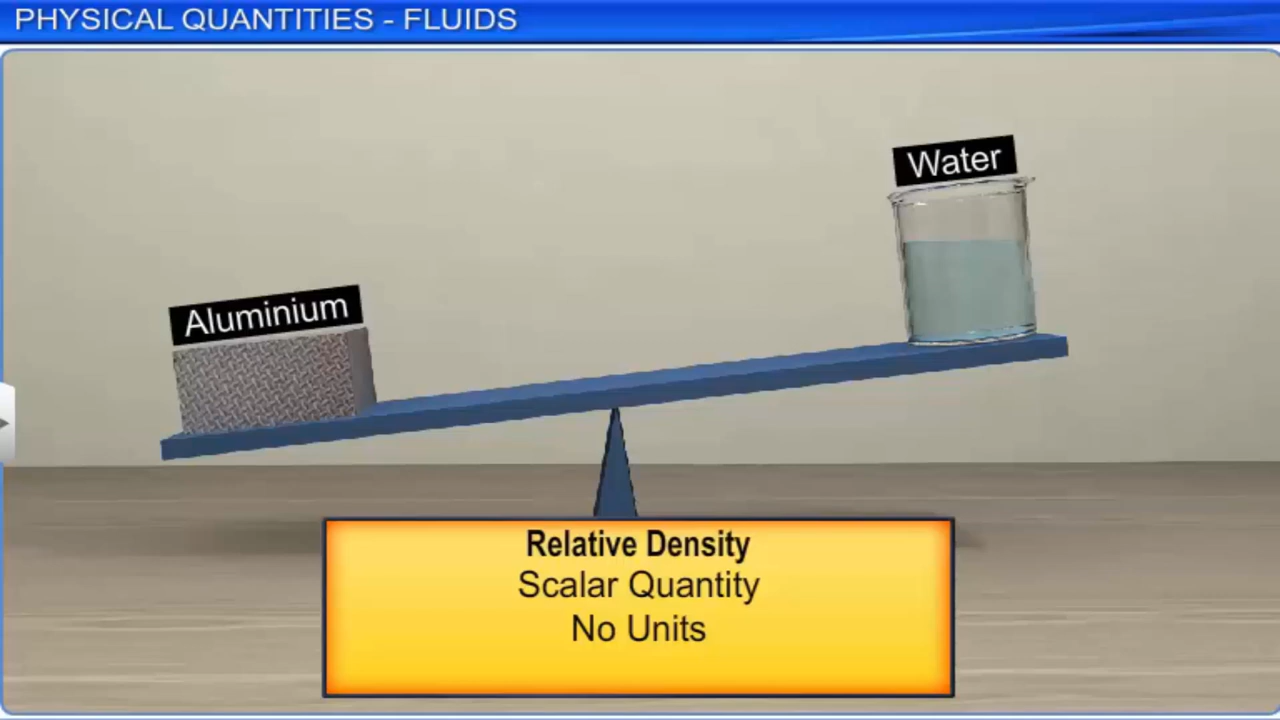 PHYSICAL QUANTITIES - FLUIDS
Water
Aluminium
Relative Density
Scalar Quantity
No Units